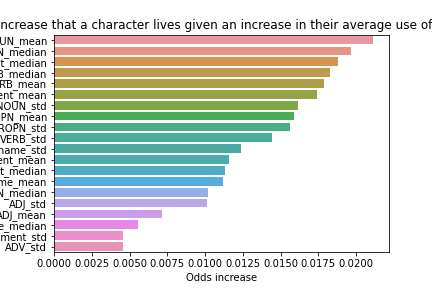 ncrease that a character lives given an increase in their average use of
UN_mean
N_median
t_median
B_median
RB_mean
ent_mean
NOUN_std
PN_mean
ROPN_std
VERB_std
name_std
ent_mean
t_median
me_mean
N_median
ADJ_std
ADJ_mean
e_median
ment_std
ADV_std
0.0000 0.0025 0.0050 0.0075 0.0100 0.0125 0.0150 0.0175 0.0200
Odds increase